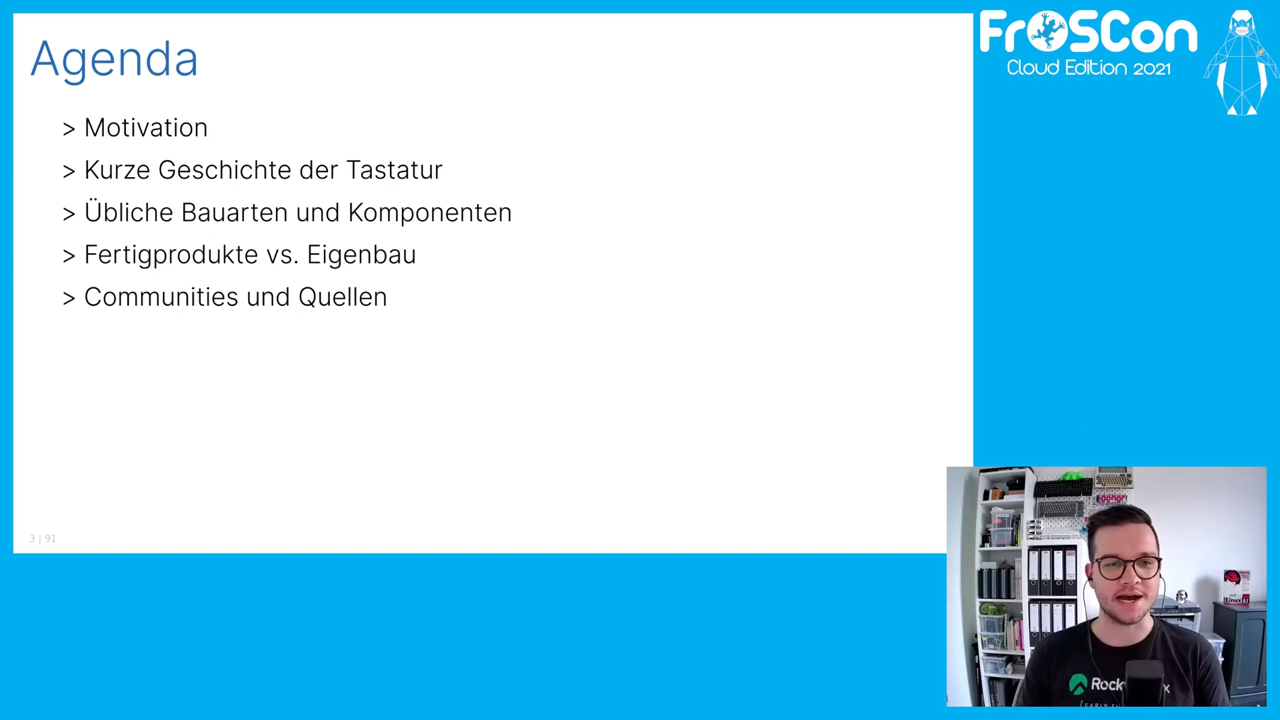 Agenda
> Motivation
> Kurze Geschichte der Tastatur
> Übliche Bauarten und Komponenten
> Fertigprodukte vs. Eigenbau
> Communities und Quellen
3 | 91
FrOSCon
Cloud Edition 2021